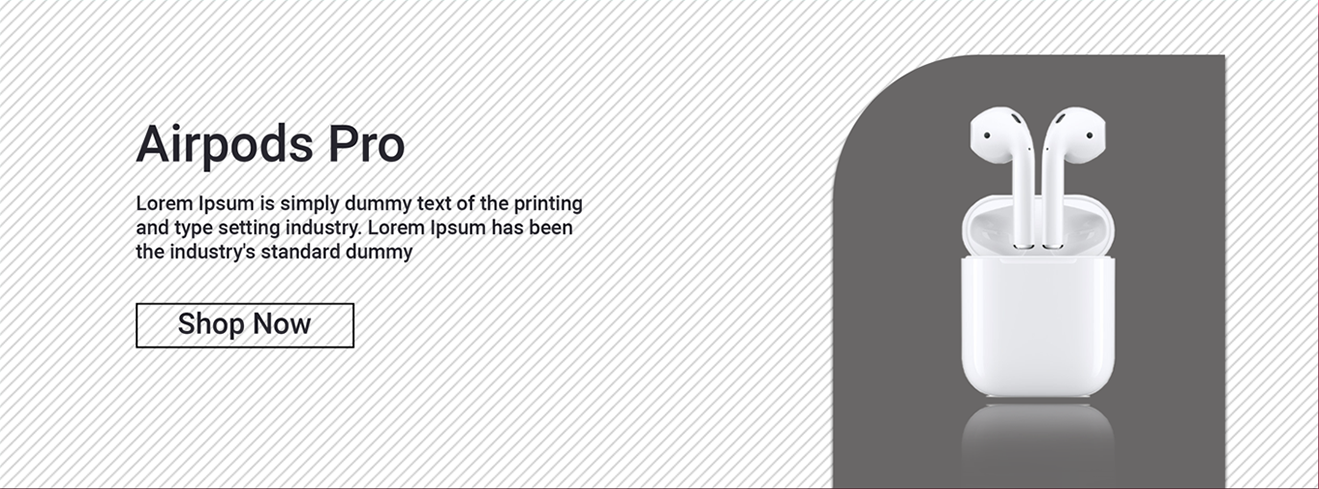 Airpods Pro
Lorem Ipsum is simply dummy text of the printing
and type setting industry. Lorem Ipsum has been
the industry's standard dummy
Shop Now